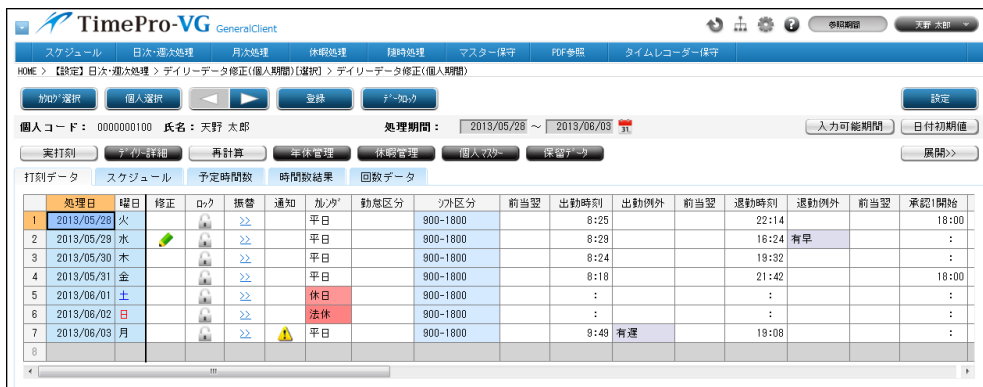 TimePro-VG GeneralClient 参照期間 天野 太郎
スケジュール 日次・週次処理 月次処理 休暇処理 随時処理 マスター保守 PDF参照 タイムレコーダー保守
HOME > 【設定】日次・週次処理 > デイリーデータ修正(個人期間)[選択] > デイリーデータ修正(個人期間)
ｶﾀﾛｸﾞ選択 個人選択 登録 ﾃﾞｰﾀﾛｯｸ 設定
個人コード： 0000000100 氏名：天野 太郎 処理期間： 2013/05/28 ～ 2013/06/03 31 入力可能期間 日付初期値
実打刻 ﾃﾞｲﾘｰ詳細 再計算 年休管理 休暇管理 個人ﾏｽﾀｰ 保留ﾃﾞｰﾀ 展開>>
打刻データ スケジュール 予定時間数 時間数結果 回数データ
処理日 曜日 修正 ﾛｯｸ 振替 通知 ｶﾚﾝﾀﾞ 勤怠区分 ｼﾌﾄ区分 前当翌 出勤時刻 出勤例外 前当翌 退勤時刻 退勤例外 前当翌 承認1開始
1 2013/05/28 火 >> 平日 900-1800 8:25 22:14 18:00
2 2013/05/29 水 >> 平日 900-1800 8:29 16:24 有早 :
3 2013/05/30 木 >> 平日 900-1800 8:24 19:32 :
4 2013/05/31 金 >> 平日 900-1800 8:18 21:42 18:00
5 2013/06/01 土 >> 休日 900-1800 : : :
6 2013/06/02 日 >> 法休 900-1800 : : :
7 2013/06/03 月 >> 平日 900-1800 9:49 有遅 19:08 :
8